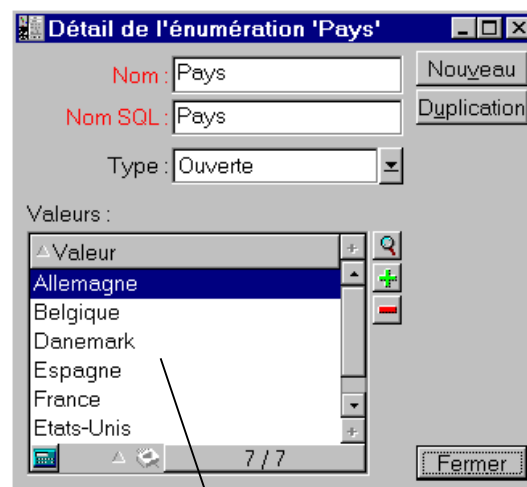 Détail de l'énumération 'Pays'
Nom : Pays
Nouveau
Nom SQL : Pays
Duplication
Type : Ouverte
Valeurs :
Valeur
Allemagne
Belgique
Danemark
Espagne
France
Etats-Unis
7 / 7
Fermer